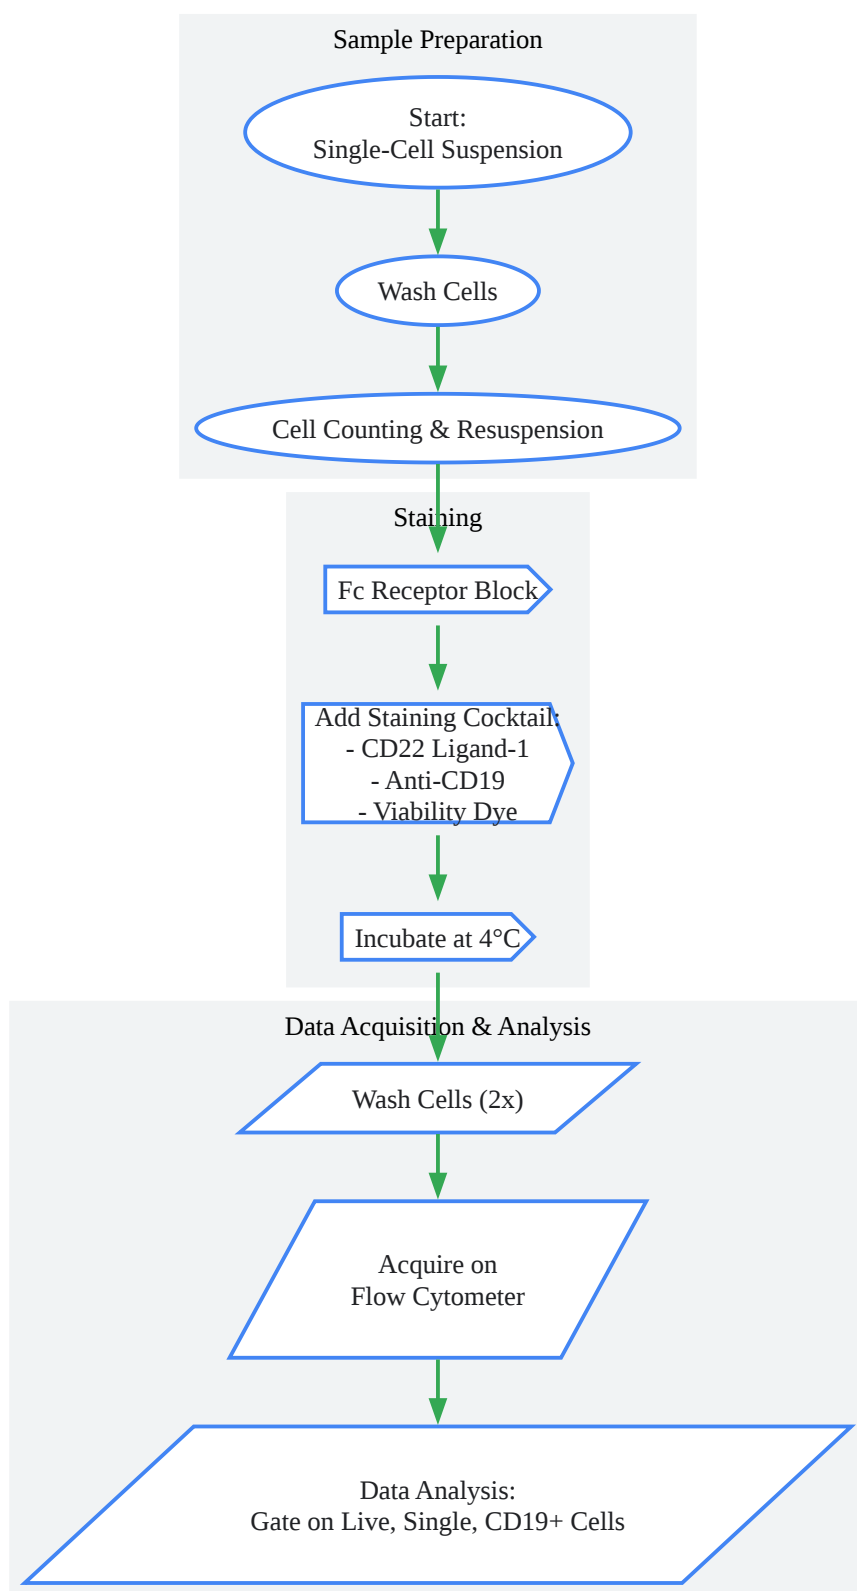 Sample Preparation
Start:
Single-Cell Suspension
Wash Cells
Cell Counting & Resuspension
Staining
Fc Receptor Block
Add Staining Cocktail:
- CD22 Ligand-1
- Anti-CD19
- Viability Dye
Incubate at 4°C
Data Acquisition & Analysis
Wash Cells (2x)
Acquire on
Flow Cytometer
Data Analysis:
Gate on Live, Single, CD19+ Cells